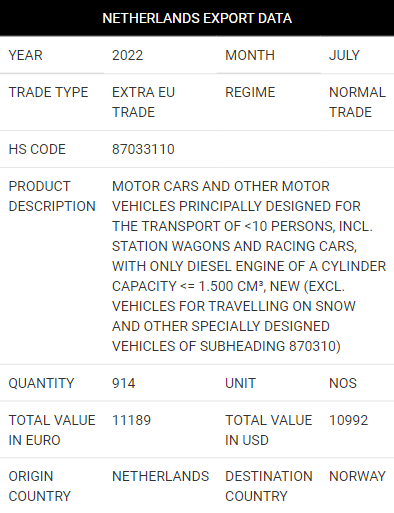 NETHERLANDS EXPORT DATA
YEAR 2022 MONTH JULY
TRADE TYPE EXTRA EU TRADE REGIME NORMAL TRADE
HS CODE 87033110
PRODUCT DESCRIPTION
MOTOR CARS AND OTHER MOTOR
VEHICLES PRINCIPALLY DESIGNED FOR
THE TRANSPORT OF <10 PERSONS, INCL.
STATION WAGONS AND RACING CARS,
WITH ONLY DIESEL ENGINE OF A CYLINDER
CAPACITY <= 1.500 CM³, NEW (EXCL.
VEHICLES FOR TRAVELLING ON SNOW
AND OTHER SPECIALLY DESIGNED
VEHICLES OF SUBHEADING 870310)
QUANTITY 914 UNIT NOS
TOTAL VALUE IN EURO 11189 TOTAL VALUE IN USD 10992
ORIGIN COUNTRY NETHERLANDS DESTINATION COUNTRY NORWAY